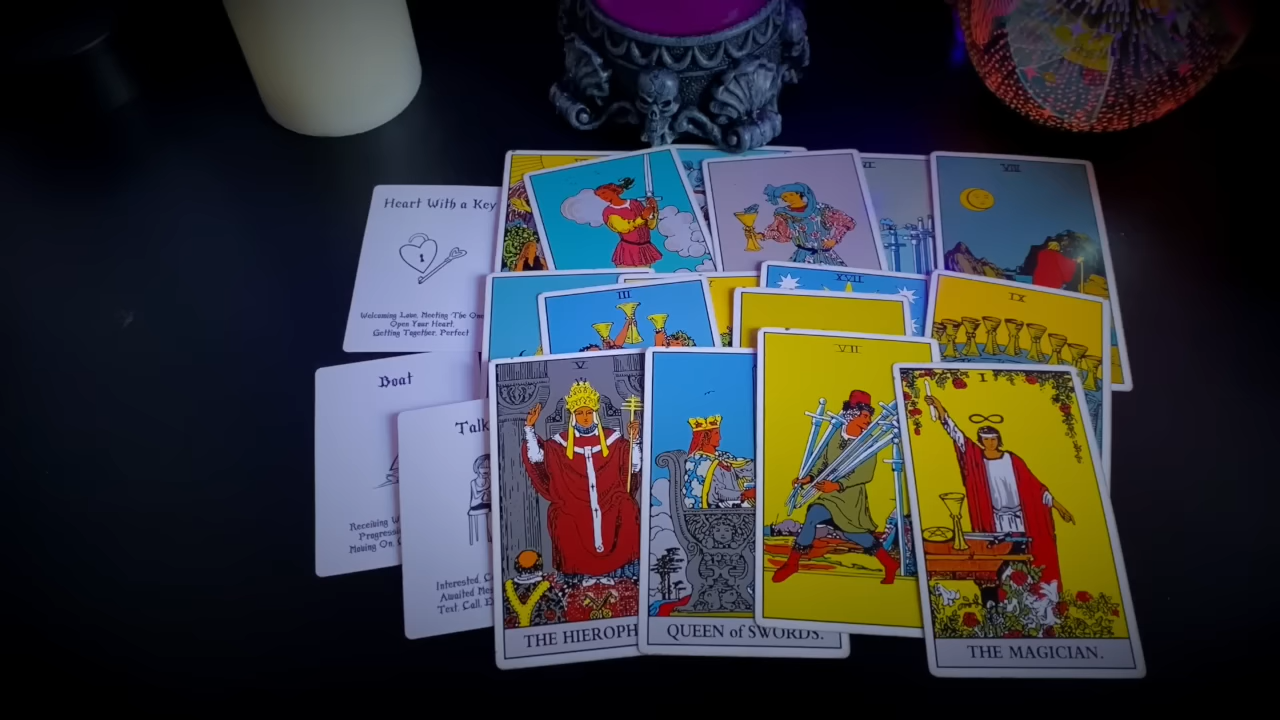 Heart With a Key
Welcoming Love, Meeting The One
Open Your Heart,
Getting Together, Perfect
Boat
Receiving
Progress
Moving On,
Talk
Interested,
Awaited
Text, Call,
VIII
XVII
IX
III
V
VII
I
THE HIEROPH
QUEEN of SWORDS.
THE MAGICIAN.